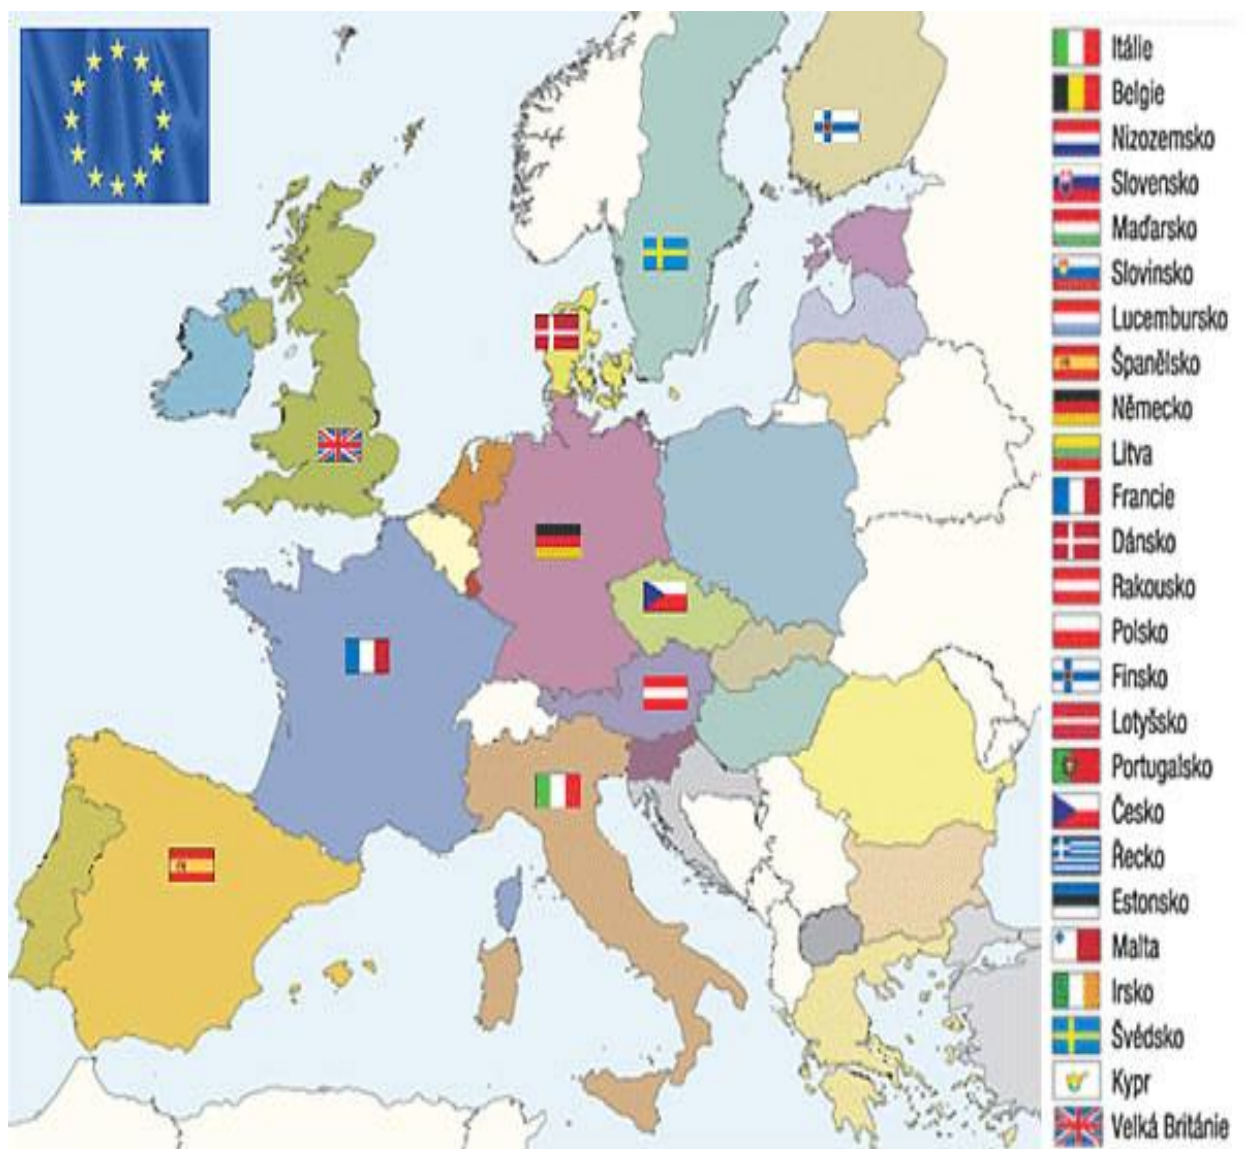 Itálie
Belgie
Nizozemsko
Slovensko
Maďarsko
Slovinsko
Lucembursko
Španělsko
Německo
Litva
Francie
Dánsko
Rakousko
Polsko
Finsko
Lotyšsko
Portugalsko
Česko
Řecko
Estonsko
Malta
Irsko
Švédsko
Kypr
Velká Británie